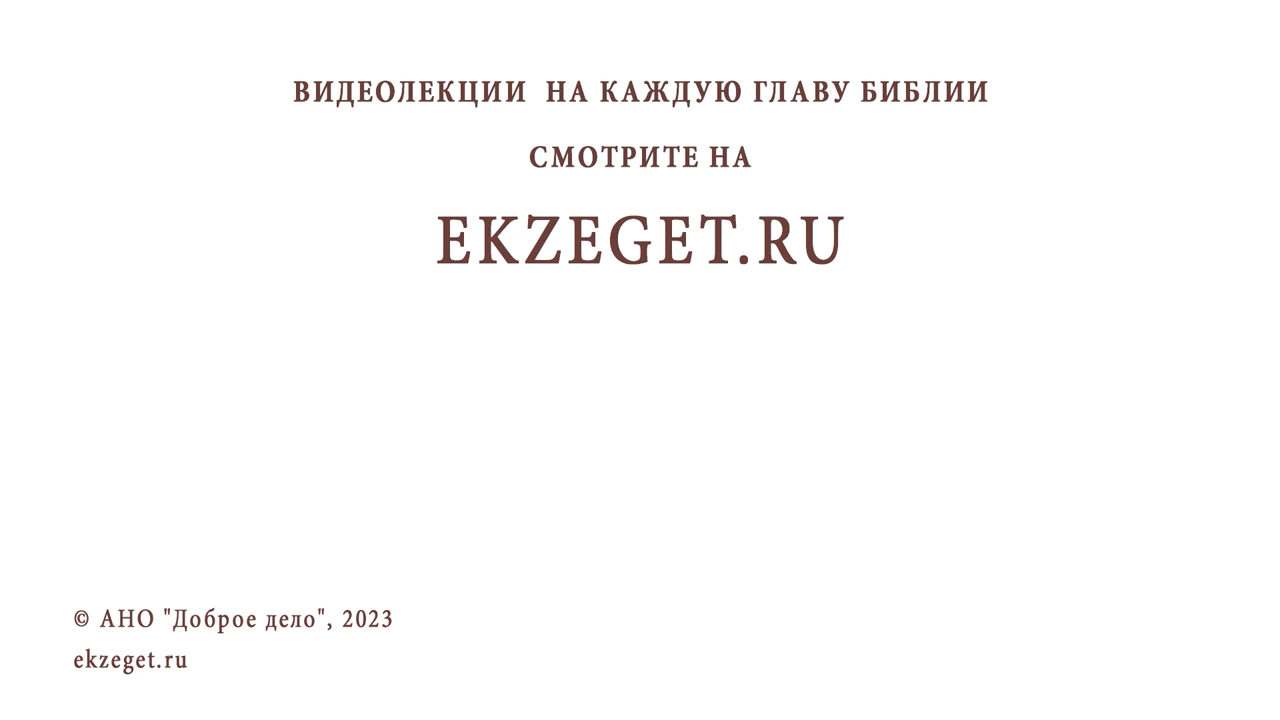 ВИДЕОЛЕКЦИИ НА КАЖДУЮ ГЛАВУ БИБЛИИ
СМОТРИТЕ НА
EKZEGET.RU
© АНО "Доброе дело", 2023
ekzeget.ru